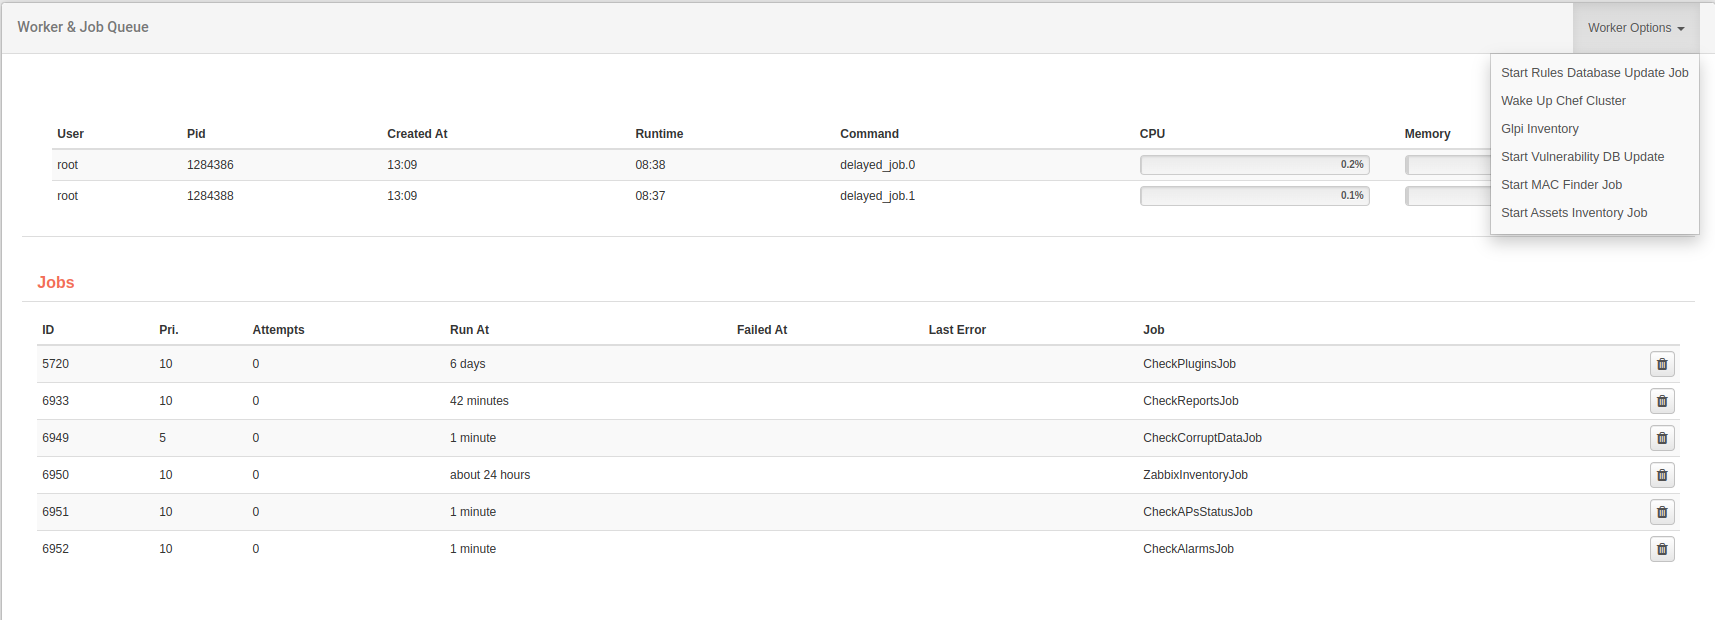 Worker & Job Queue
Worker Options
Start Rules Database Update Job
Wake Up Chef Cluster
Glpi Inventory
Start Vulnerability DB Update
Start MAC Finder Job
Start Assets Inventory Job
User Pid Created At Runtime Command CPU Memory
root 1284386 13:09 08:38 delayed_job.0 0.2%
root 1284388 13:09 08:37 delayed_job.1 0.1%
Jobs
ID Pri. Attempts Run At Failed At Last Error Job
5720 10 0 6 days CheckPluginsJob
6933 10 0 42 minutes CheckReportsJob
6949 5 0 1 minute CheckCorruptDataJob
6950 10 0 about 24 hours ZabbixInventoryJob
6951 10 0 1 minute CheckAPsStatusJob
6952 10 0 1 minute CheckAlarmsJob